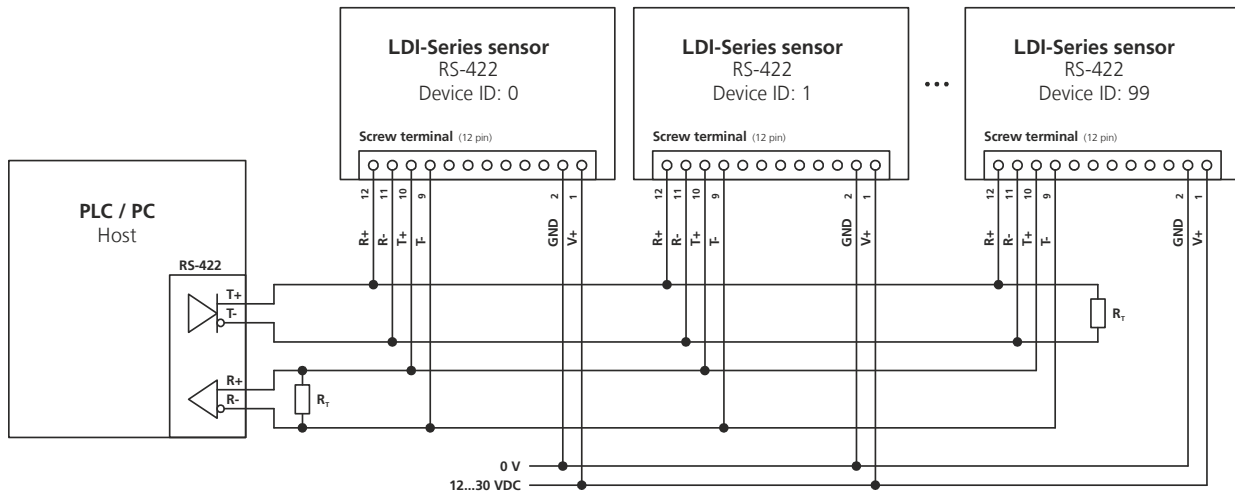 LDI-Series sensor
RS-422
Device ID: 0
Screw terminal (12 pin)
12
11
10
9
2
1
R+
R-
T+
T-
GND
V+
LDI-Series sensor
RS-422
Device ID: 1
Screw terminal (12 pin)
12
11
10
9
2
1
R+
R-
T+
T-
GND
V+
...
LDI-Series sensor
RS-422
Device ID: 99
Screw terminal (12 pin)
12
11
10
9
2
1
R+
R-
T+
T-
GND
V+
PLC / PC
Host
RS-422
T+
T-
R+
R-
RT
RT
0 V
12...30 VDC